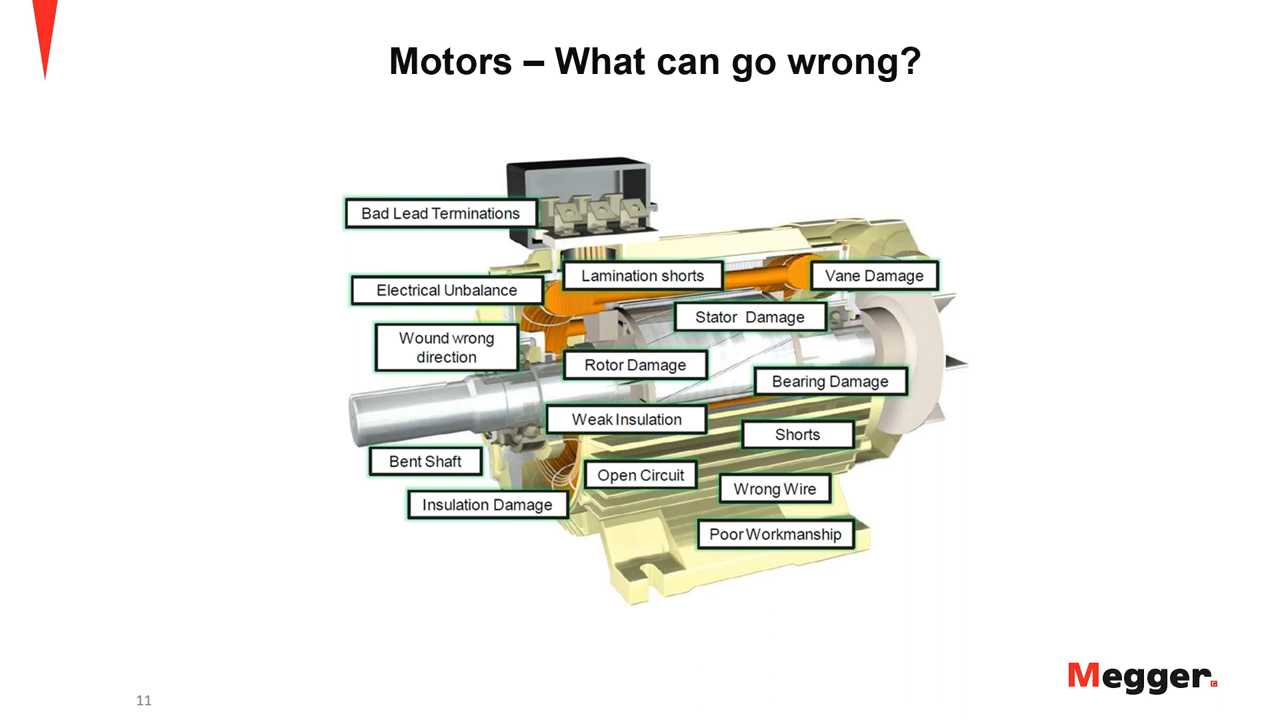 Motors – What can go wrong?
Bad Lead Terminations
Lamination shorts
Vane Damage
Electrical Unbalance
Stator Damage
Wound wrong
direction
Rotor Damage
Bearing Damage
Weak Insulation
Shorts
Bent Shaft
Open Circuit
Wrong Wire
Insulation Damage
Poor Workmanship
Megger
11